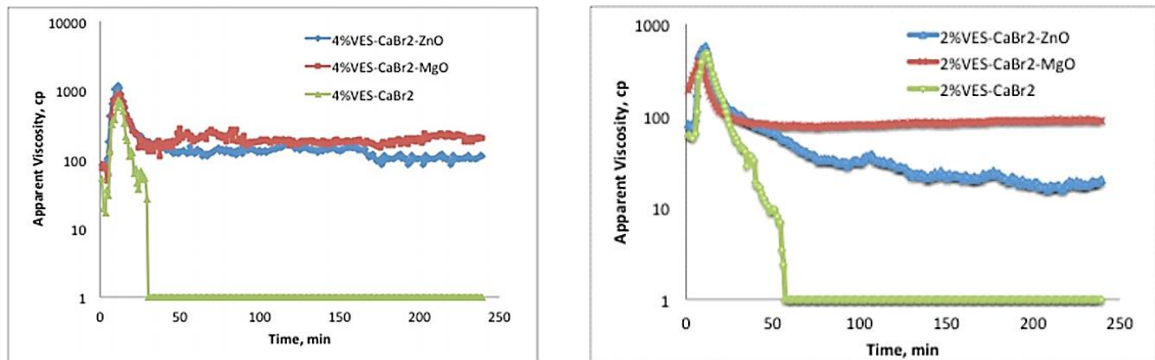 10000
1000
100
10
1
0
50
100
150
200
250
Apparent Viscosity, cp
Time, min
4%VES-CaBr2-ZnO
4%VES-CaBr2-MgO
4%VES-CaBr2
1000
100
10
1
0
50
100
150
200
250
Apparent Viscosity, cp
Time, min
2%VES-CaBr2-ZnO
2%VES-CaBr2-MgO
2%VES-CaBr2